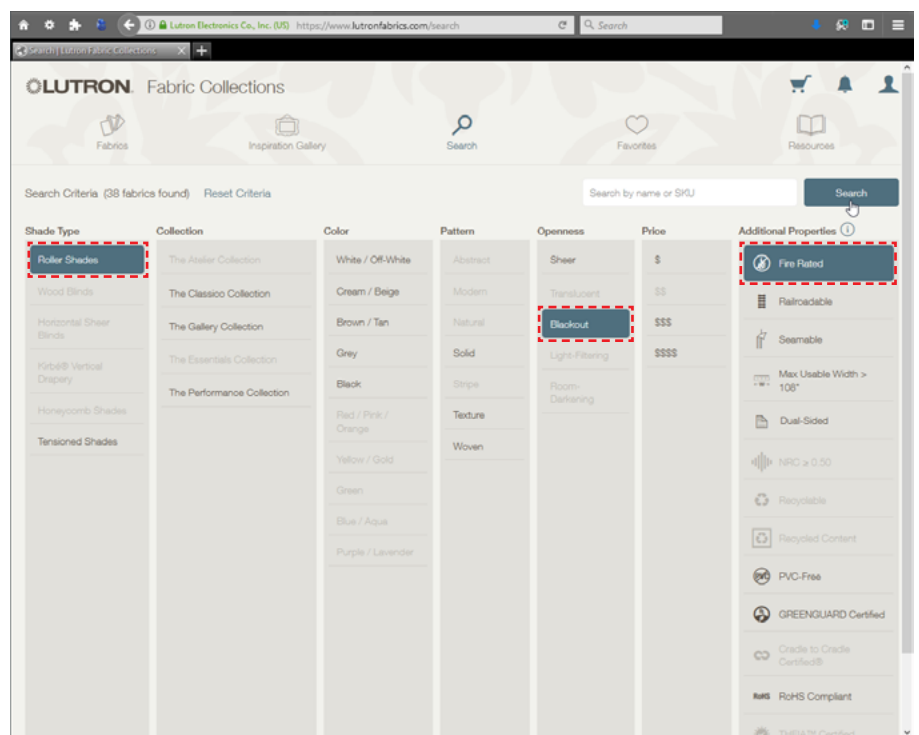 Lutron Electronics Co., Inc. (US) https://www.lutronfabrics.com/search
Search
Search | Lutron Fabric Collections
LUTRON. Fabric Collections
Fabrics
Inspiration Gallery
Search
Favorites
Resources
Search Criteria (38 fabrics found) Reset Criteria
Search by name or SKU
Search
Shade Type
Roller Shades
Wood Blinds
Horizontal Sheer
Blinds
Kirbé® Vertical
Drapery
Honeycomb Shades
Tensioned Shades
Collection
The Atelier Collection
The Classico Collection
The Gallery Collection
The Essentials Collection
The Performance Collection
Color
White / Off-White
Cream / Beige
Brown / Tan
Grey
Black
Red / Pink /
Orange
Yellow / Gold
Green
Blue / Aqua
Purple / Lavender
Pattern
Abstract
Modern
Natural
Solid
Stripe
Texture
Woven
Openness
Sheer
Translucent
Blackout
Light-Filtering
Room-
Darkening
Price
$
$$
$$$
$$$$
Additional Properties
Fire Rated
Railroadable
Seamable
Max Usable Width >
108"
Dual-Sided
NRC ≥ 0.50
Recyclable
Recycled Content
PVC-Free
GREENGUARD Certified
Cradle to Cradle
Certified®
RoHS RoHS Compliant